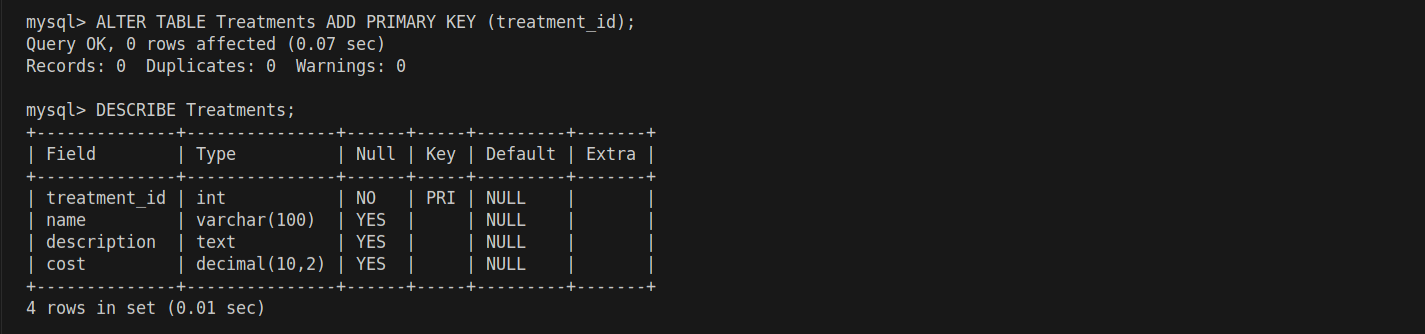 mysql> ALTER TABLE Treatments ADD PRIMARY KEY (treatment_id);
Query OK, 0 rows affected (0.07 sec)
Records: 0  Duplicates: 0  Warnings: 0

mysql> DESCRIBE Treatments;
+--------------+---------------+------+-----+---------+-------+
| Field        | Type          | Null | Key | Default | Extra |
+--------------+---------------+------+-----+---------+-------+
| treatment_id | int           | NO   | PRI | NULL    |       |
| name         | varchar(100)  | YES  |     | NULL    |       |
| description  | text          | YES  |     | NULL    |       |
| cost         | decimal(10,2) | YES  |     | NULL    |       |
+--------------+---------------+------+-----+---------+-------+
4 rows in set (0.01 sec)